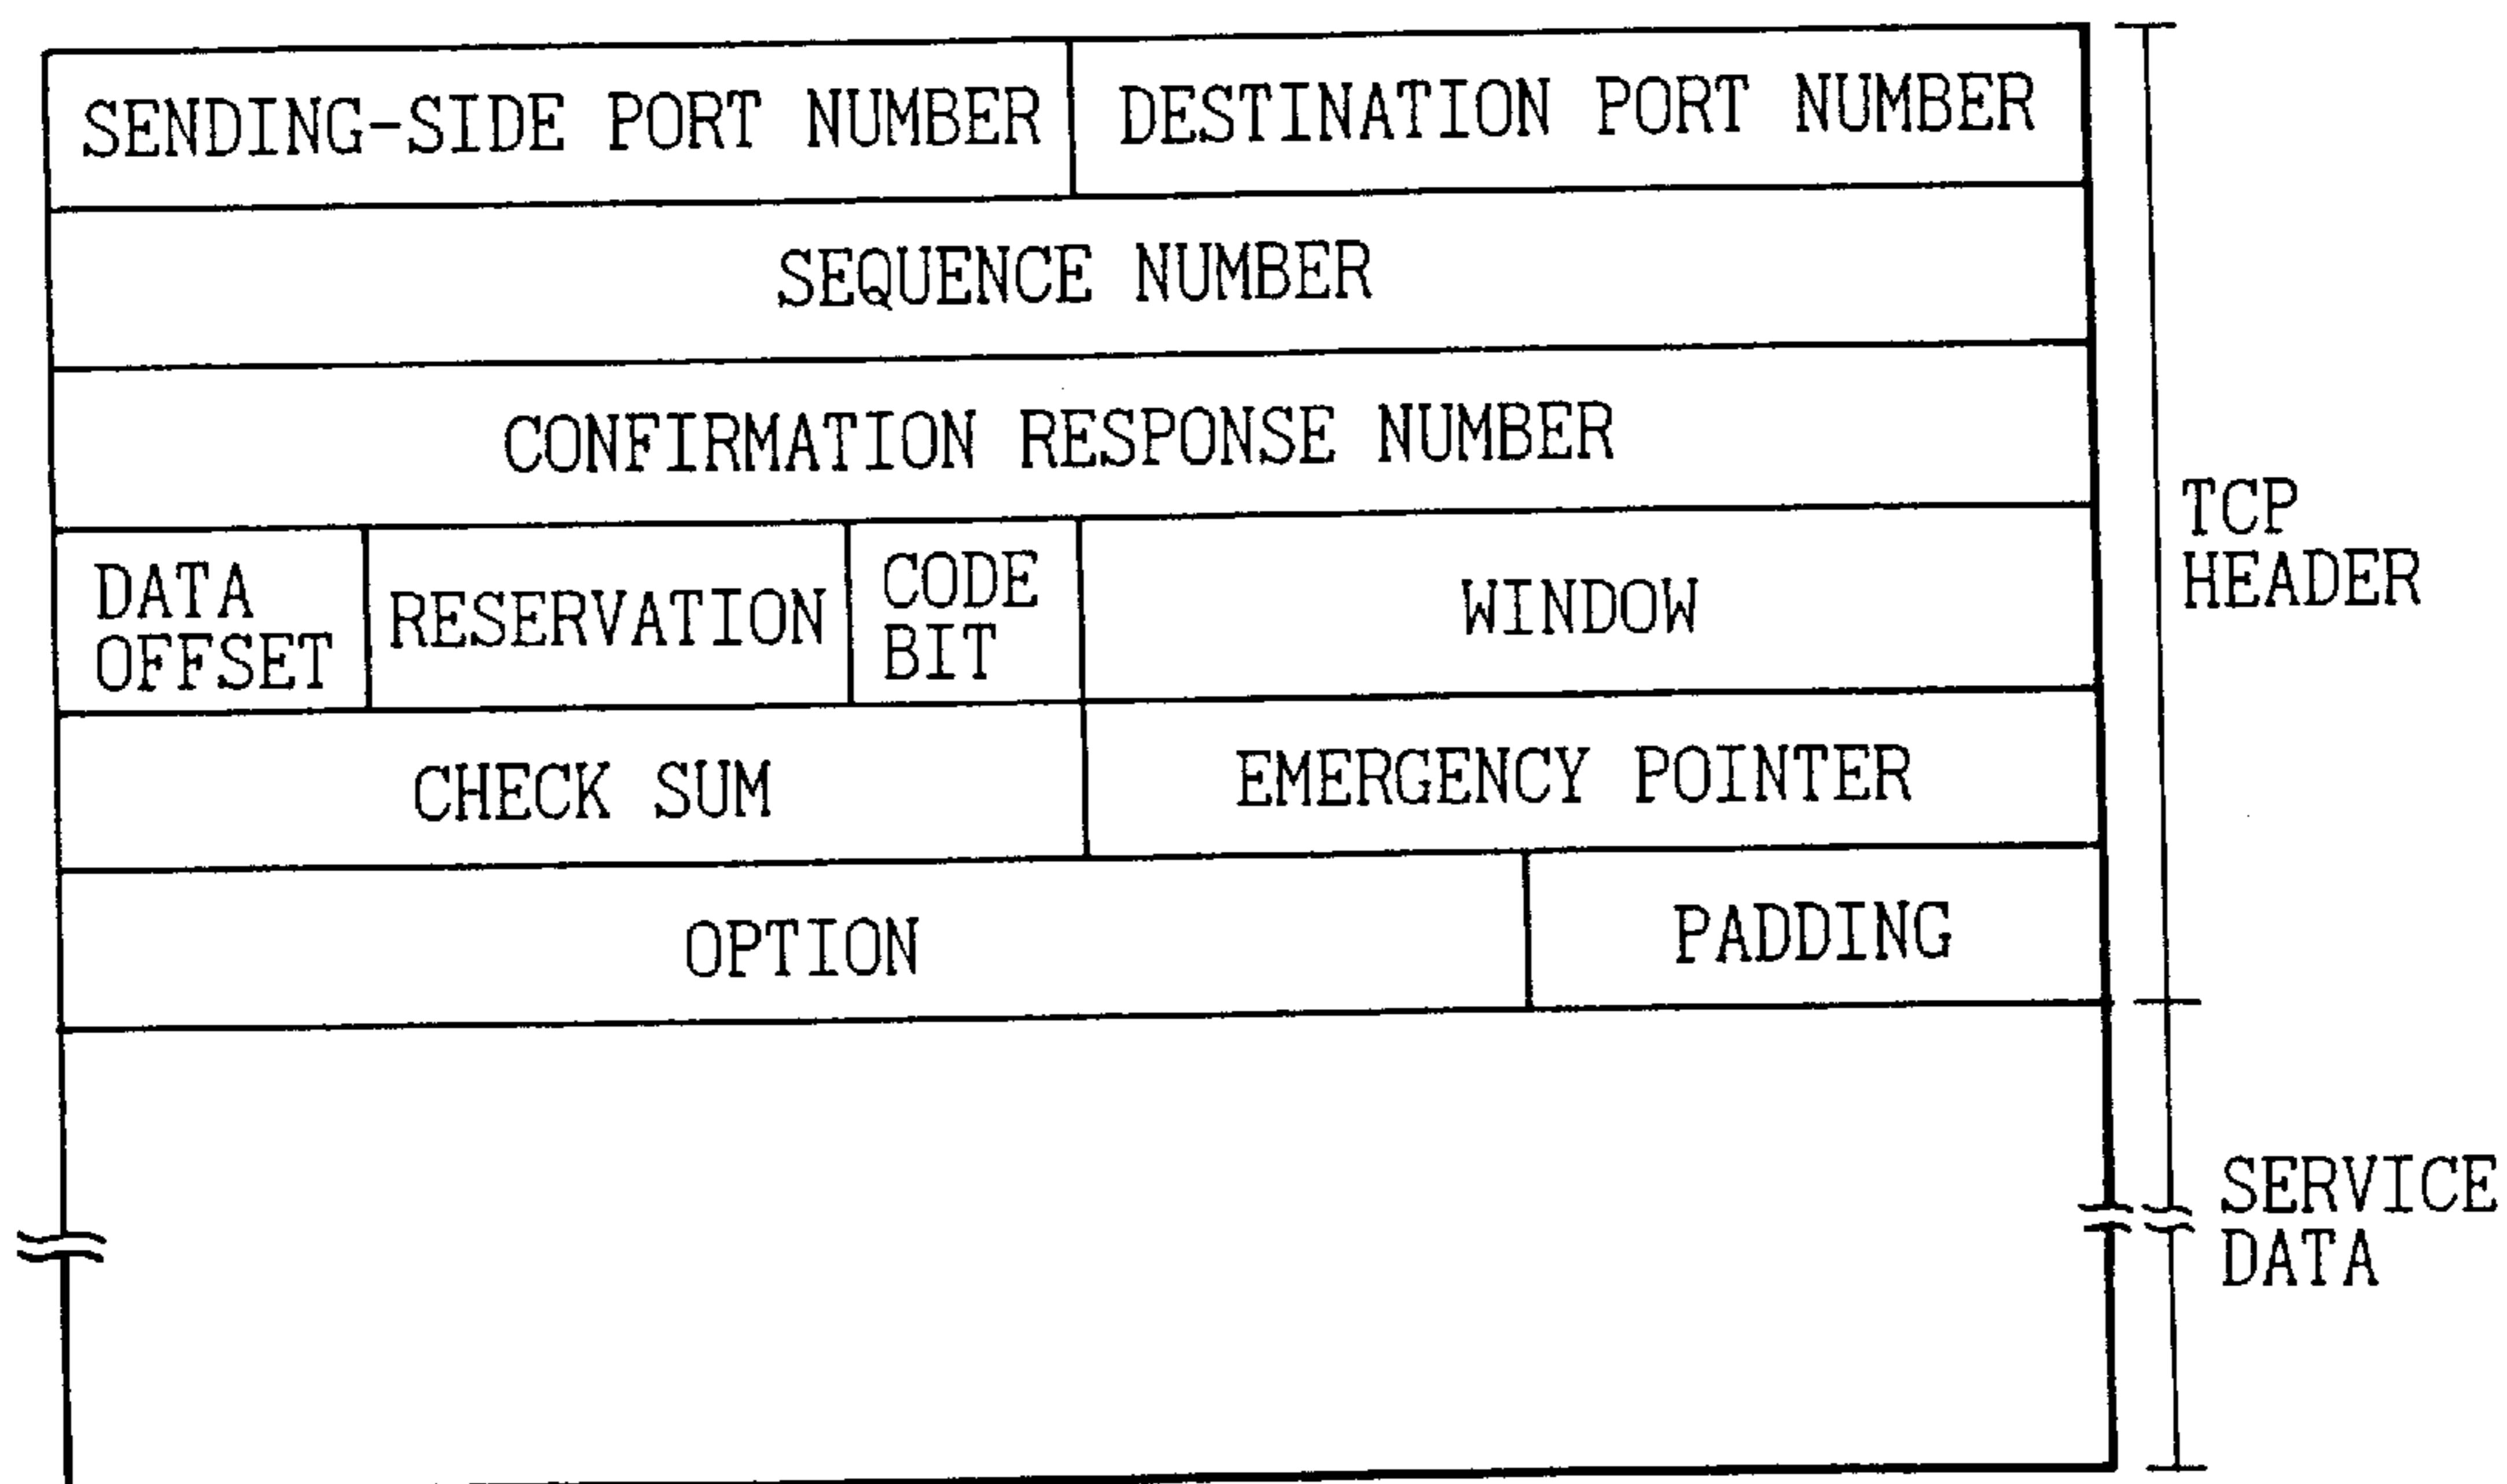 SENDING-SIDE PORT NUMBER
DESTINATION PORT NUMBER
SEQUENCE NUMBER
CONFIRMATION RESPONSE NUMBER
DATA
OFFSET
RESERVATION
CODE
BIT
WINDOW
CHECK SUM
EMERGENCY POINTER
OPTION
PADDING
TCP
HEADER
SERVICE
DATA